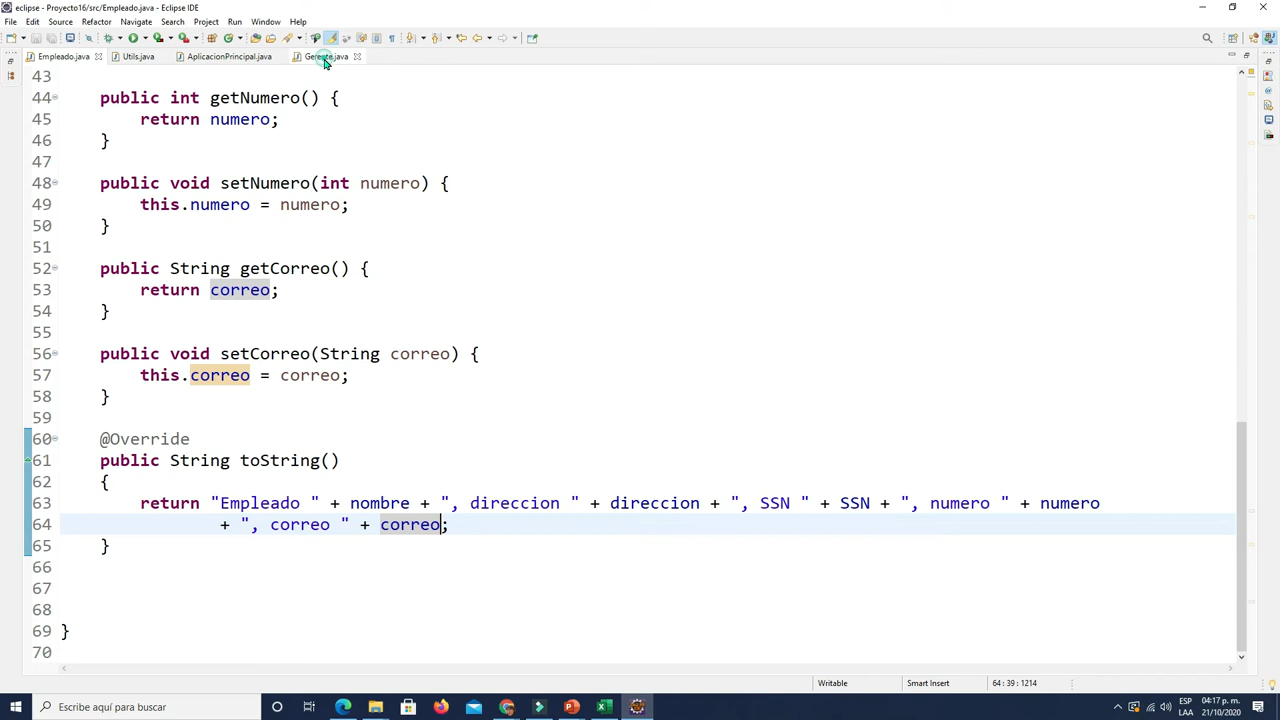 eclipse - Proyecto16/src/Empleado.java - Eclipse IDE
File Edit Source Refactor Navigate Search Project Run Window Help
Empleado.java Utils.java AplicacionPrincipal.java Gerente.java
43
44 public int getNumero() {
45 return numero;
46 }
47
48 public void setNumero(int numero) {
49 this.numero = numero;
50 }
51
52 public String getCorreo() {
53 return correo;
54 }
55
56 public void setCorreo(String correo) {
57 this.correo = correo;
58 }
59
60 @Override
61 public String toString()
62 {
63 return "Empleado " + nombre + ", direccion " + direccion + ", SSN " + SSN + ", numero " + numero
64 + ", correo " + correo;
65 }
66
67
68
69 }
70
Writable Smart Insert 64 : 39 : 1214
Escribe aquí para buscar
ESP 04:17 p.m.
LAA 21/10/2020